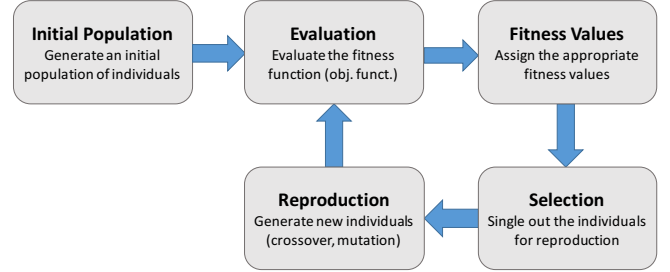 Initial Population
Generate an initial
population of individuals
Evaluation
Evaluate the fitness
function (obj. funct.)
Fitness Values
Assign the appropriate
fitness values
Reproduction
Generate new individuals
(crossover, mutation)
Selection
Single out the individuals
for reproduction